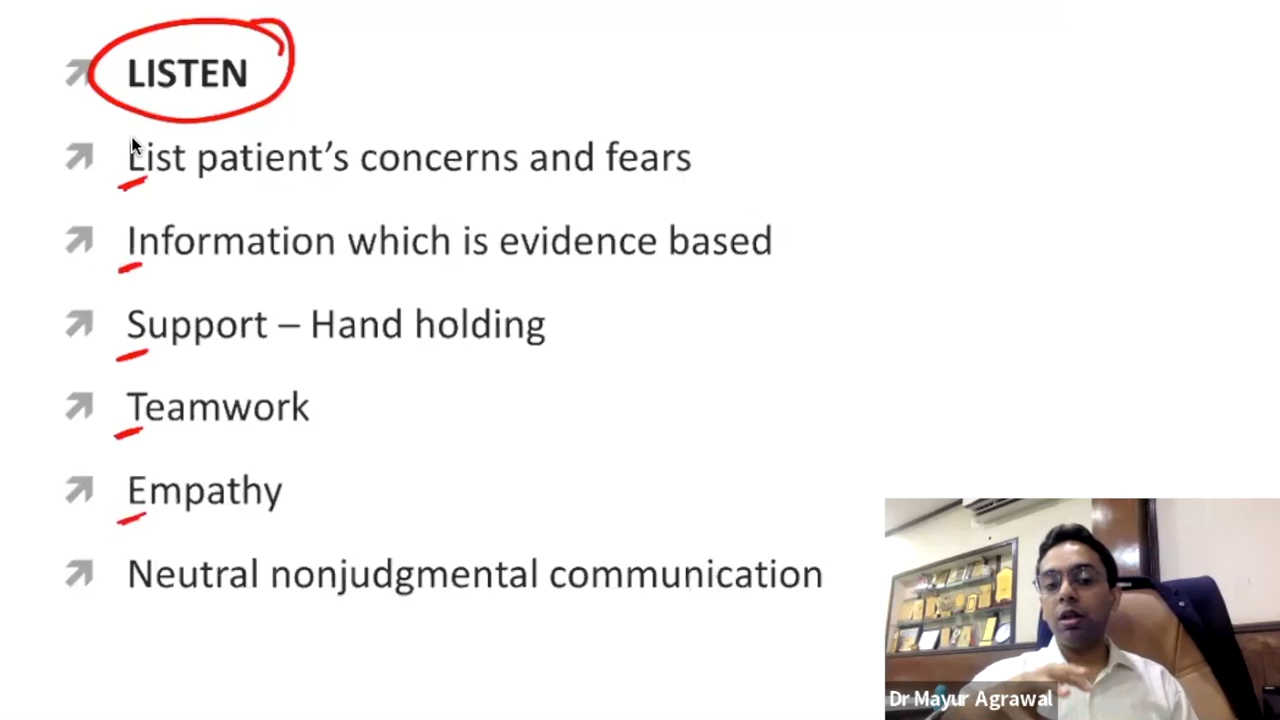 LISTEN
List patient’s concerns and fears
Information which is evidence based
Support – Hand holding
Teamwork
Empathy
Neutral nonjudgmental communication
Dr Mayur Agrawal